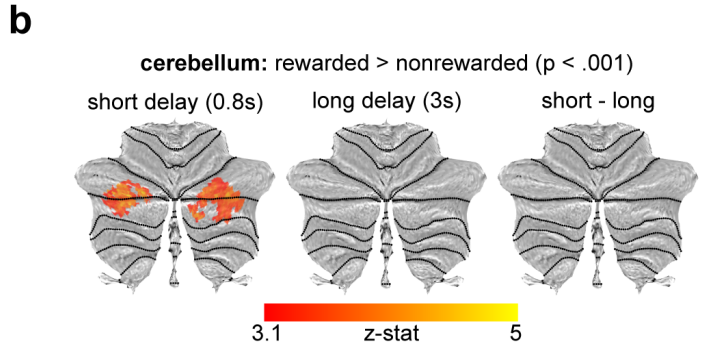 b
cerebellum: rewarded > nonrewarded (p < .001)
short delay (0.8s) long delay (3s) short - long
3.1 z-stat 5